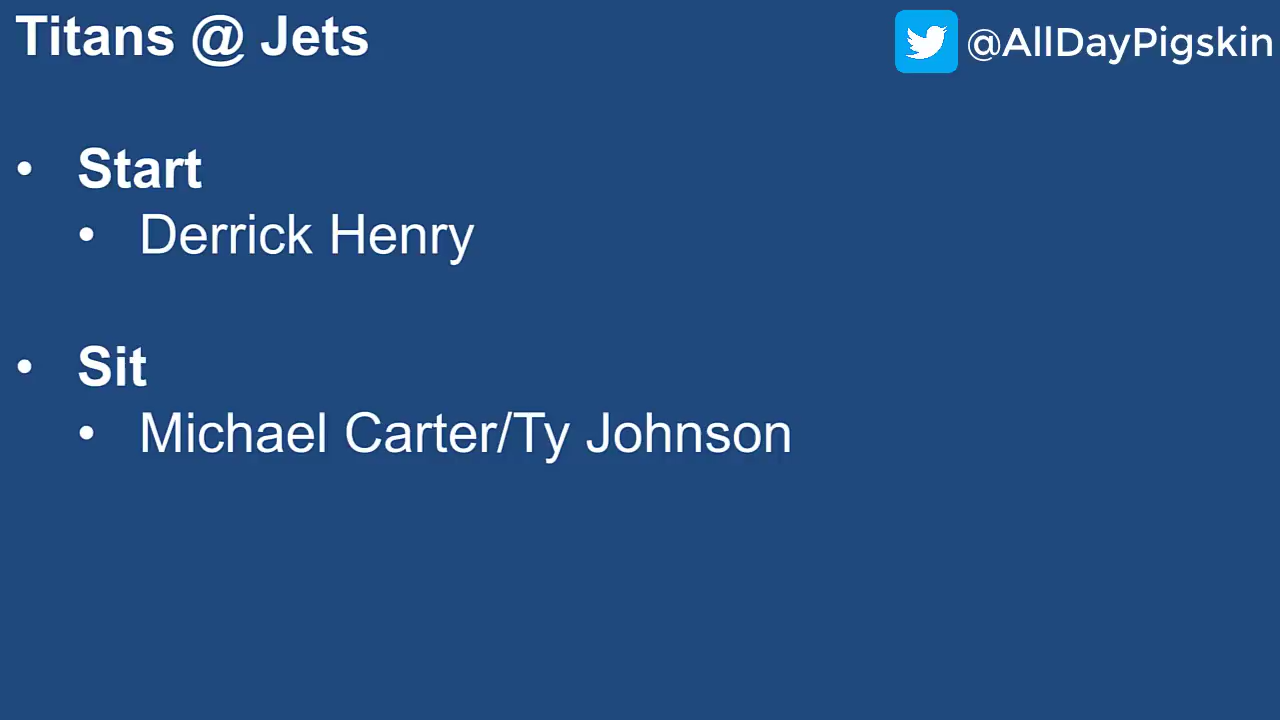 Titans @ Jets
@AllDayPigskin
• Start
• Derrick Henry
• Sit
• Michael Carter/Ty Johnson